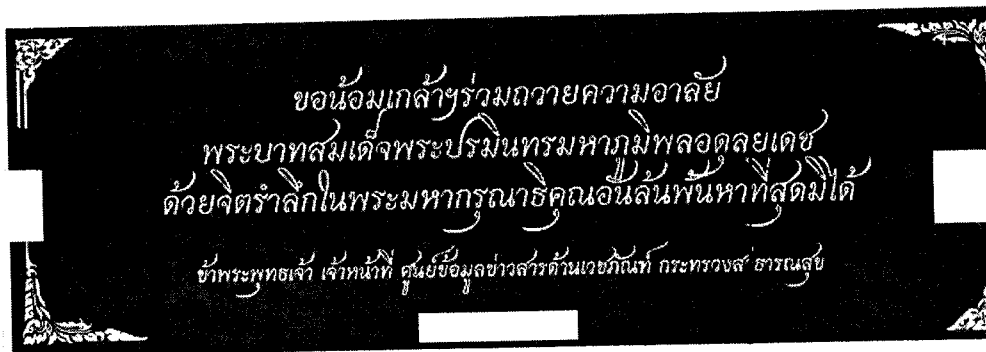 ขอน้อมเกล้าฯร่วมถวายความอาลัย
พระบาทสมเด็จพระปรมินทรมหาภูมิพลอดุลยเดช
ด้วยจิตรำลึกในพระมหากรุณาธิคุณอันล้นพ้นหาที่สุดมิได้
ข้าพระพุทธเจ้า เจ้าหน้าที่ ศูนย์ข้อมูลข่าวสารด้านเวชภัณฑ์ กระทรวงสาธารณสุข